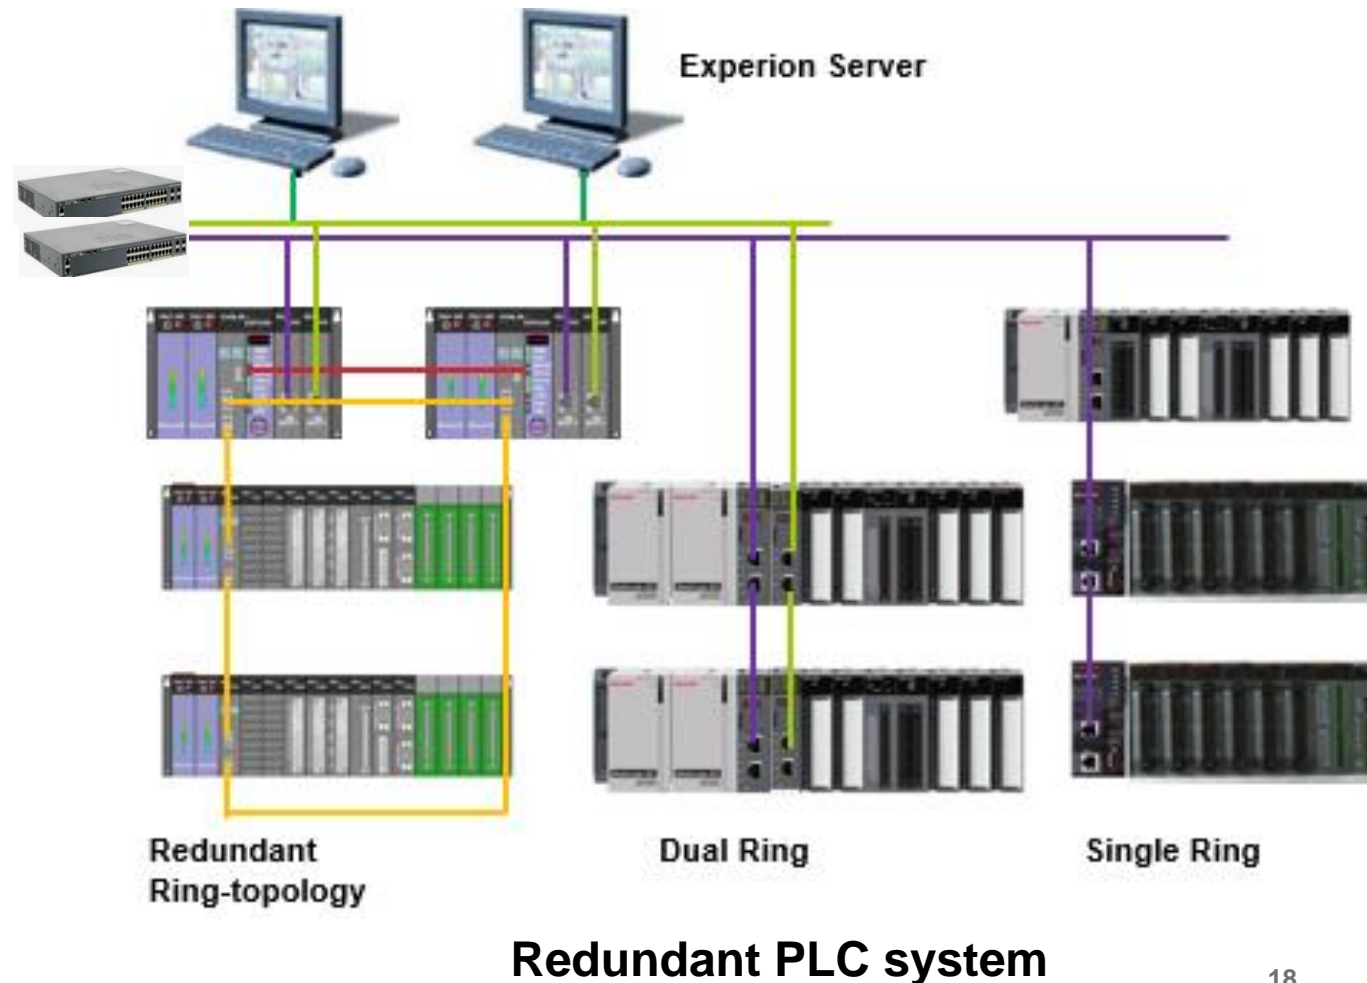 Experion Server
Redundant
Ring-topology
Dual Ring
Single Ring
Redundant PLC system
18